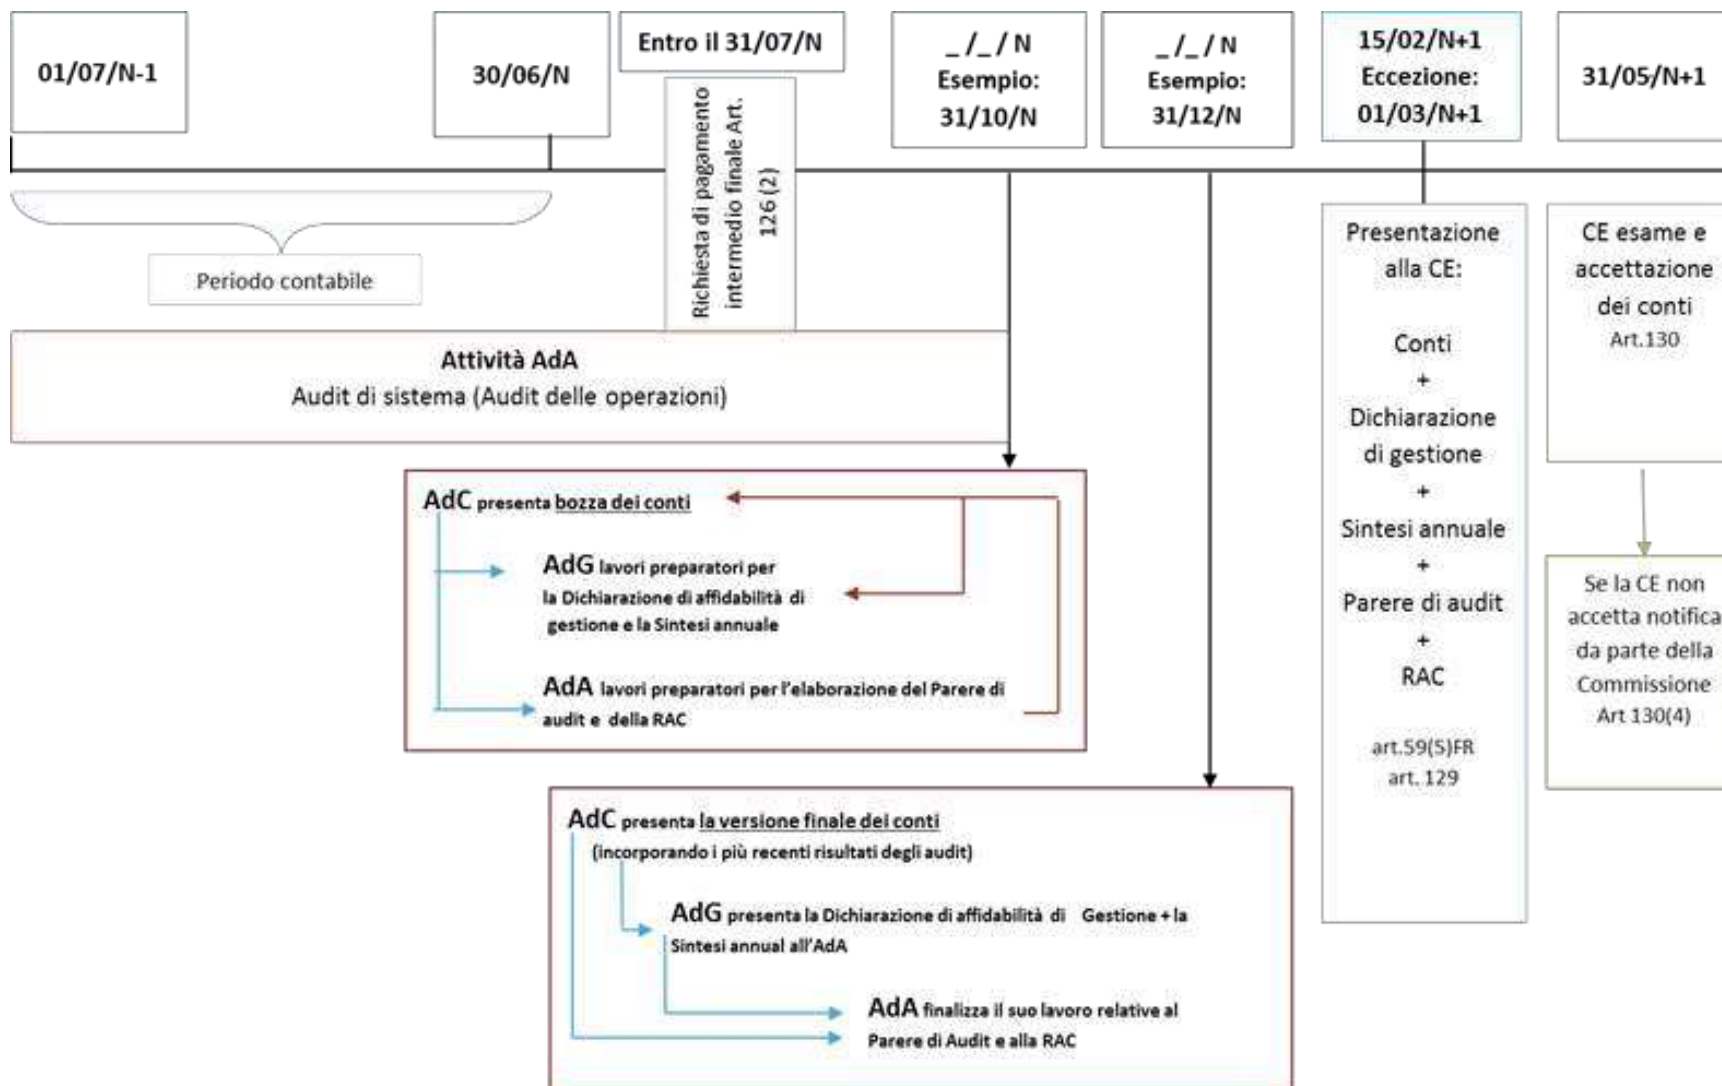 01/07/N-1
30/06/N
Entro il 31/07/N
_ /_ / N
Esempio:
31/10/N
_ /_ / N
Esempio:
31/12/N
15/02/N+1
Eccezione:
01/03/N+1
31/05/N+1
Richiesta di pagamento
intermedio finale Art.
126 (2)
Periodo contabile
Attività AdA
Audit di sistema (Audit delle operazioni)
AdC presenta bozza dei conti
AdG lavori preparatori per
la Dichiarazione di affidabilità di
gestione e la Sintesi annuale
AdA lavori preparatori per l'elaborazione del Parere di
audit e della RAC
AdC presenta la versione finale dei conti
(incorporando i più recenti risultati degli audit)
AdG presenta la Dichiarazione di affidabilità di Gestione + la
Sintesi annual all'AdA
AdA finalizza il suo lavoro relative al
Parere di Audit e alla RAC
Presentazione
alla CE:
Conti
+
Dichiarazione
di gestione
+
Sintesi annuale
+
Parere di audit
+
RAC
art.59(5)FR
art. 129
CE esame e
accettazione
dei conti
Art.130
Se la CE non
accetta notifica
da parte della
Commissione
Art 130(4)